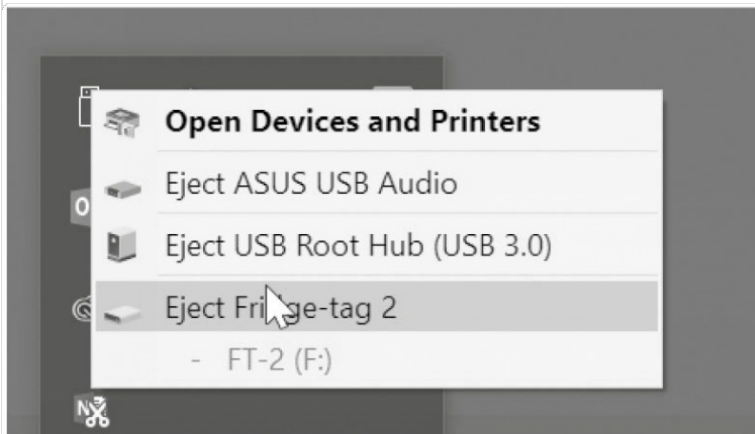 Open Devices and Printers
Eject ASUS USB Audio
Eject USB Root Hub (USB 3.0)
Eject Fridge-tag 2
- FT-2 (F:)